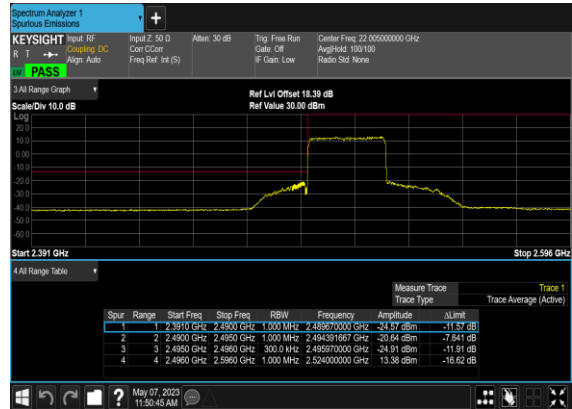 Spectrum Analyzer 1
Spurious Emissions
KEYSIGHT
R T
LW PASS
Input: RF
Coupling: DC
Align: Auto
Input Z: 50 Ω
Corr CCorr
Freq Ref: Int (S)
Atten: 30 dB
Trig: Free Run
Gate: Off
IF Gain: Low
Center Freq: 22.005000000 GHz
Avg|Hold: 100/100
Radio Std: None
3 All Range Graph
Scale/Div 10.0 dB
Ref Lvl Offset 18.39 dB
Ref Value 30.00 dBm
Log
20.0
10.0
0.00
-10.0
-20.0
-30.0
-40.0
-50.0
-60.0
Start 2.391 GHz
Stop 2.596 GHz
4 All Range Table
Measure Trace Trace 1
Trace Type Trace Average (Active)
Spur Range Start Freq Stop Freq RBW Frequency Amplitude ΔLimit
1 1 2.3910 GHz 2.4900 GHz 1.000 MHz 2.489670000 GHz -24.57 dBm -11.57 dB
2 2 2.4900 GHz 2.4950 GHz 1.000 MHz 2.494391667 GHz -20.64 dBm -7.641 dB
3 3 2.4950 GHz 2.4960 GHz 300.0 kHz 2.495970000 GHz -24.91 dBm -11.91 dB
4 4 2.4960 GHz 2.5960 GHz 1.000 MHz 2.524000000 GHz 13.38 dBm -16.62 dB
?
May 07, 2023
11:50:45 AM